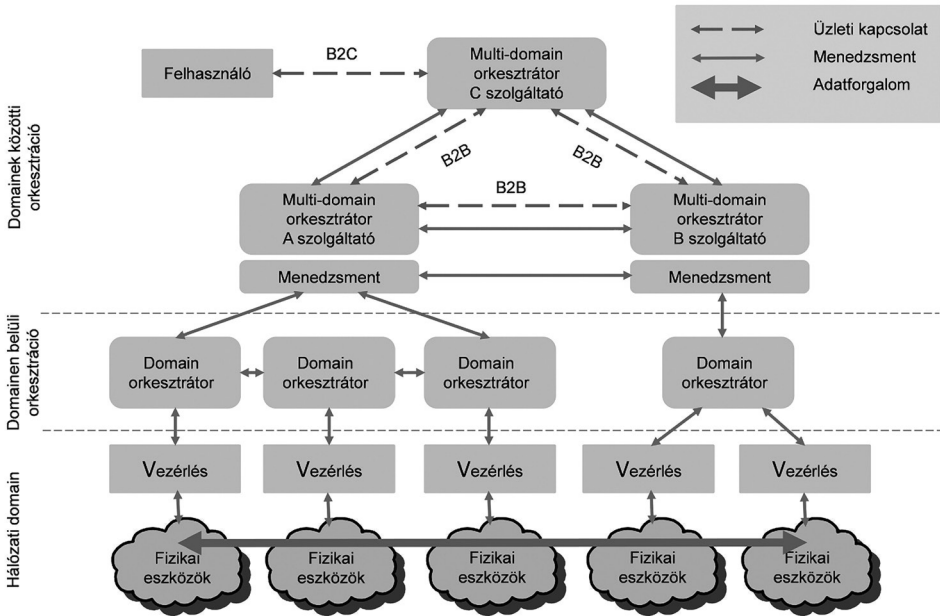 Üzleti kapcsolat
Menedzsment
Adatforgalom
Domainek közötti
orkesztráció
Felhasználó
B2C
Multi-domain
orkesztrátor
C szolgáltató
B2B
B2B
B2B
Multi-domain
orkesztrátor
A szolgáltató
Multi-domain
orkesztrátor
B szolgáltató
Menedzsment
Menedzsment
Domainen belüli
orkesztráció
Domain
orkesztrátor
Domain
orkesztrátor
Domain
orkesztrátor
Domain
orkesztrátor
Hálózati domain
Vezérlés
Vezérlés
Vezérlés
Vezérlés
Vezérlés
Fizikai
eszközök
Fizikai
eszközök
Fizikai
eszközök
Fizikai
eszközök
Fizikai
eszközök